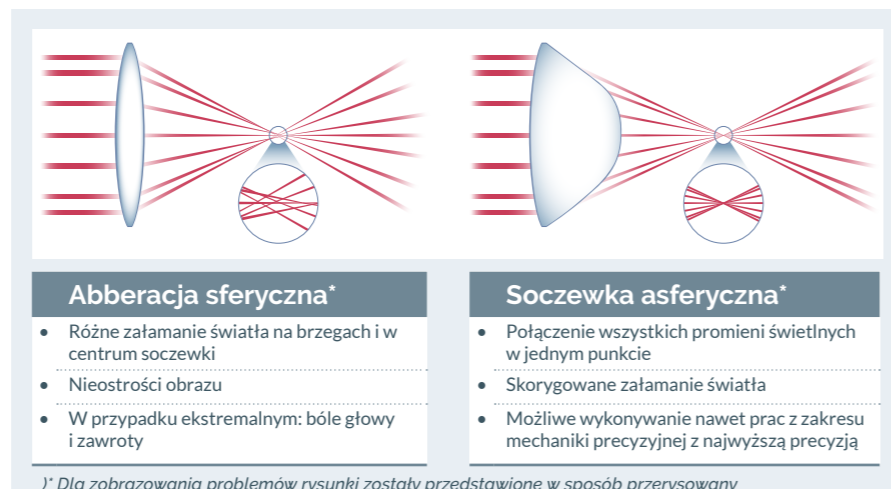 Abberacja sferyczna*
• Różne załamanie światła na brzegach i w
centrum soczewki
• Nieostrości obrazu
• W przypadku ekstremalnym: bóle głowy
i zawroty
Soczewka asferyczna*
• Połączenie wszystkich promieni świetlnych
w jednym punkcie
• Skorygowane załamanie światła
• Możliwe wykonywanie nawet prac z zakresu
mechaniki precyzyjnej z najwyższą precyzją
)* Dla zobrazowania problemów rysunki zostały przedstawione w sposób przerysowany